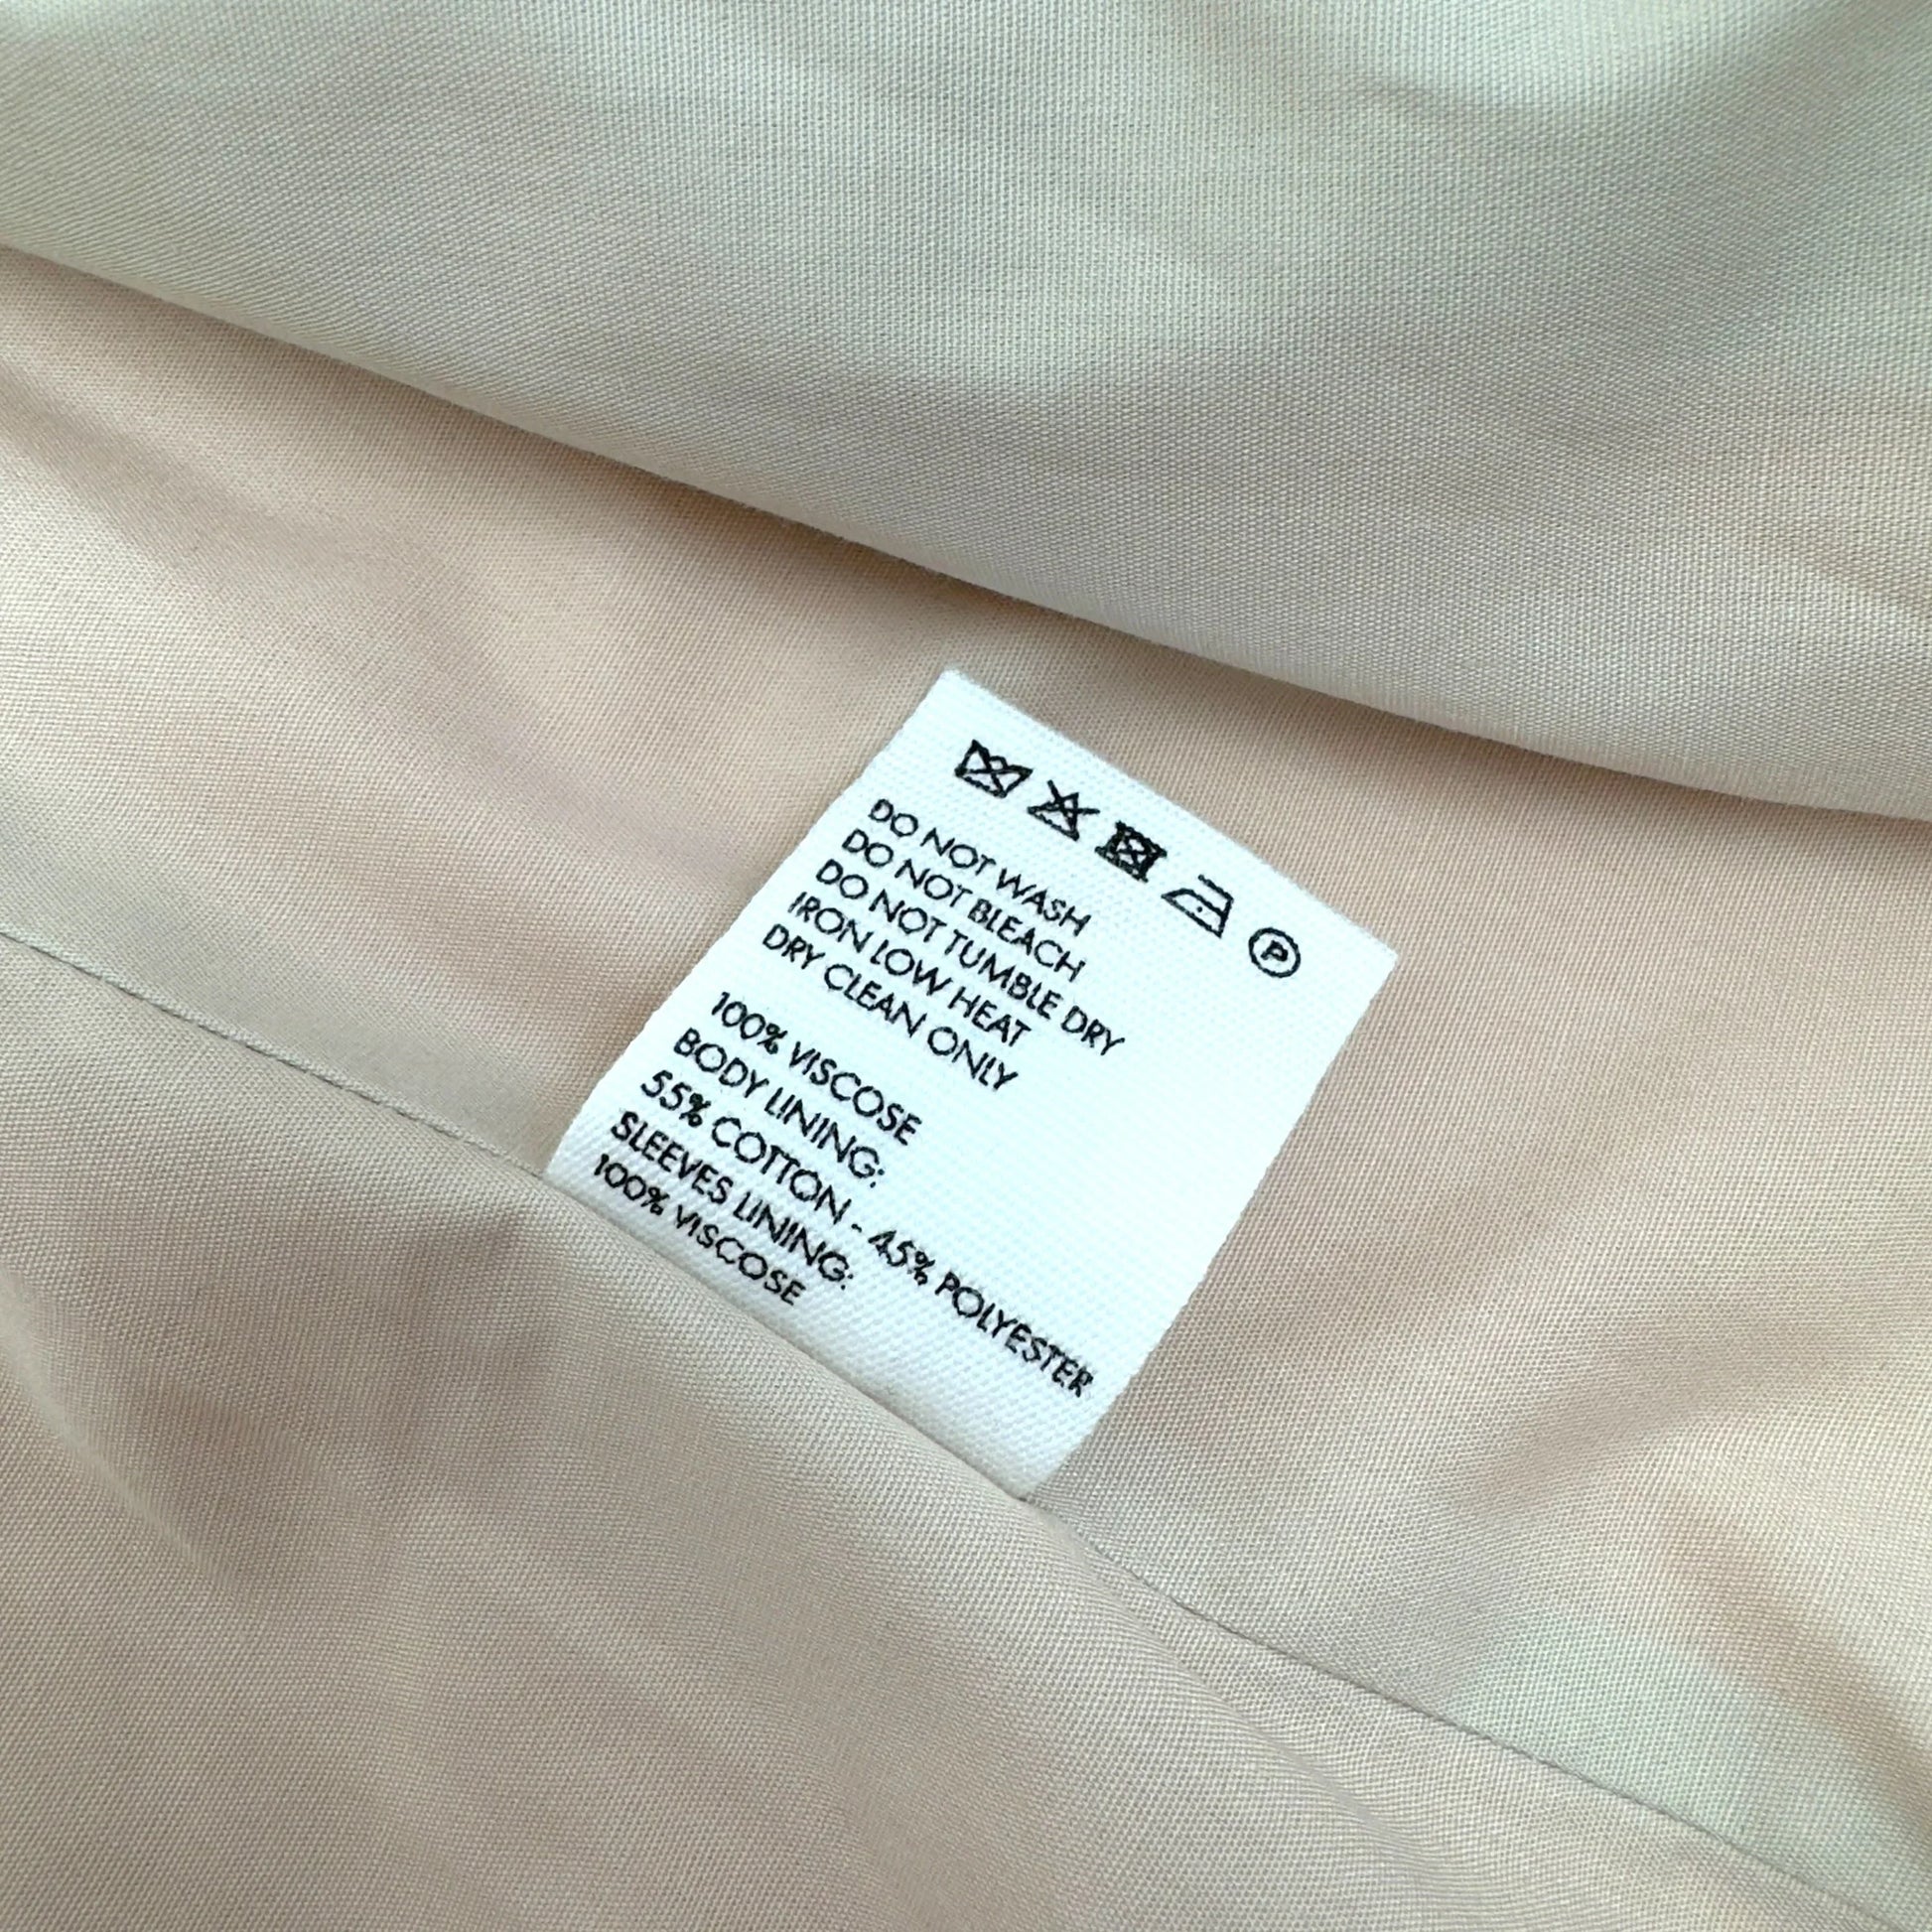 P
DO NOT WASH
DO NOT BLEACH
DO NOT TUMBLE DRY
IRON LOW HEAT
DRY CLEAN ONLY
100% VISCOSE
BODY LINING:
55% COTTON - 45% POLYESTER
SLEEVES LINING:
100% VISCOSE